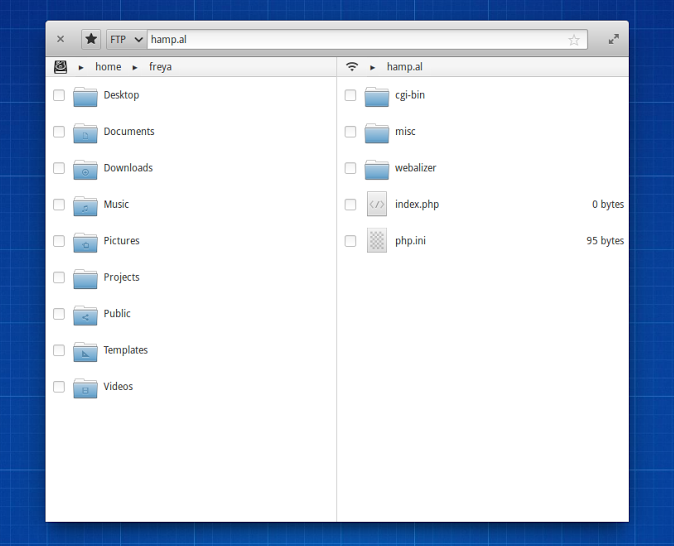 FTP hamp.al
home freya
hamp.al
Desktop
Documents
Downloads
Music
Pictures
Projects
Public
Templates
Videos
cgi-bin
misc
webalizer
index.php 0 bytes
php.ini 95 bytes